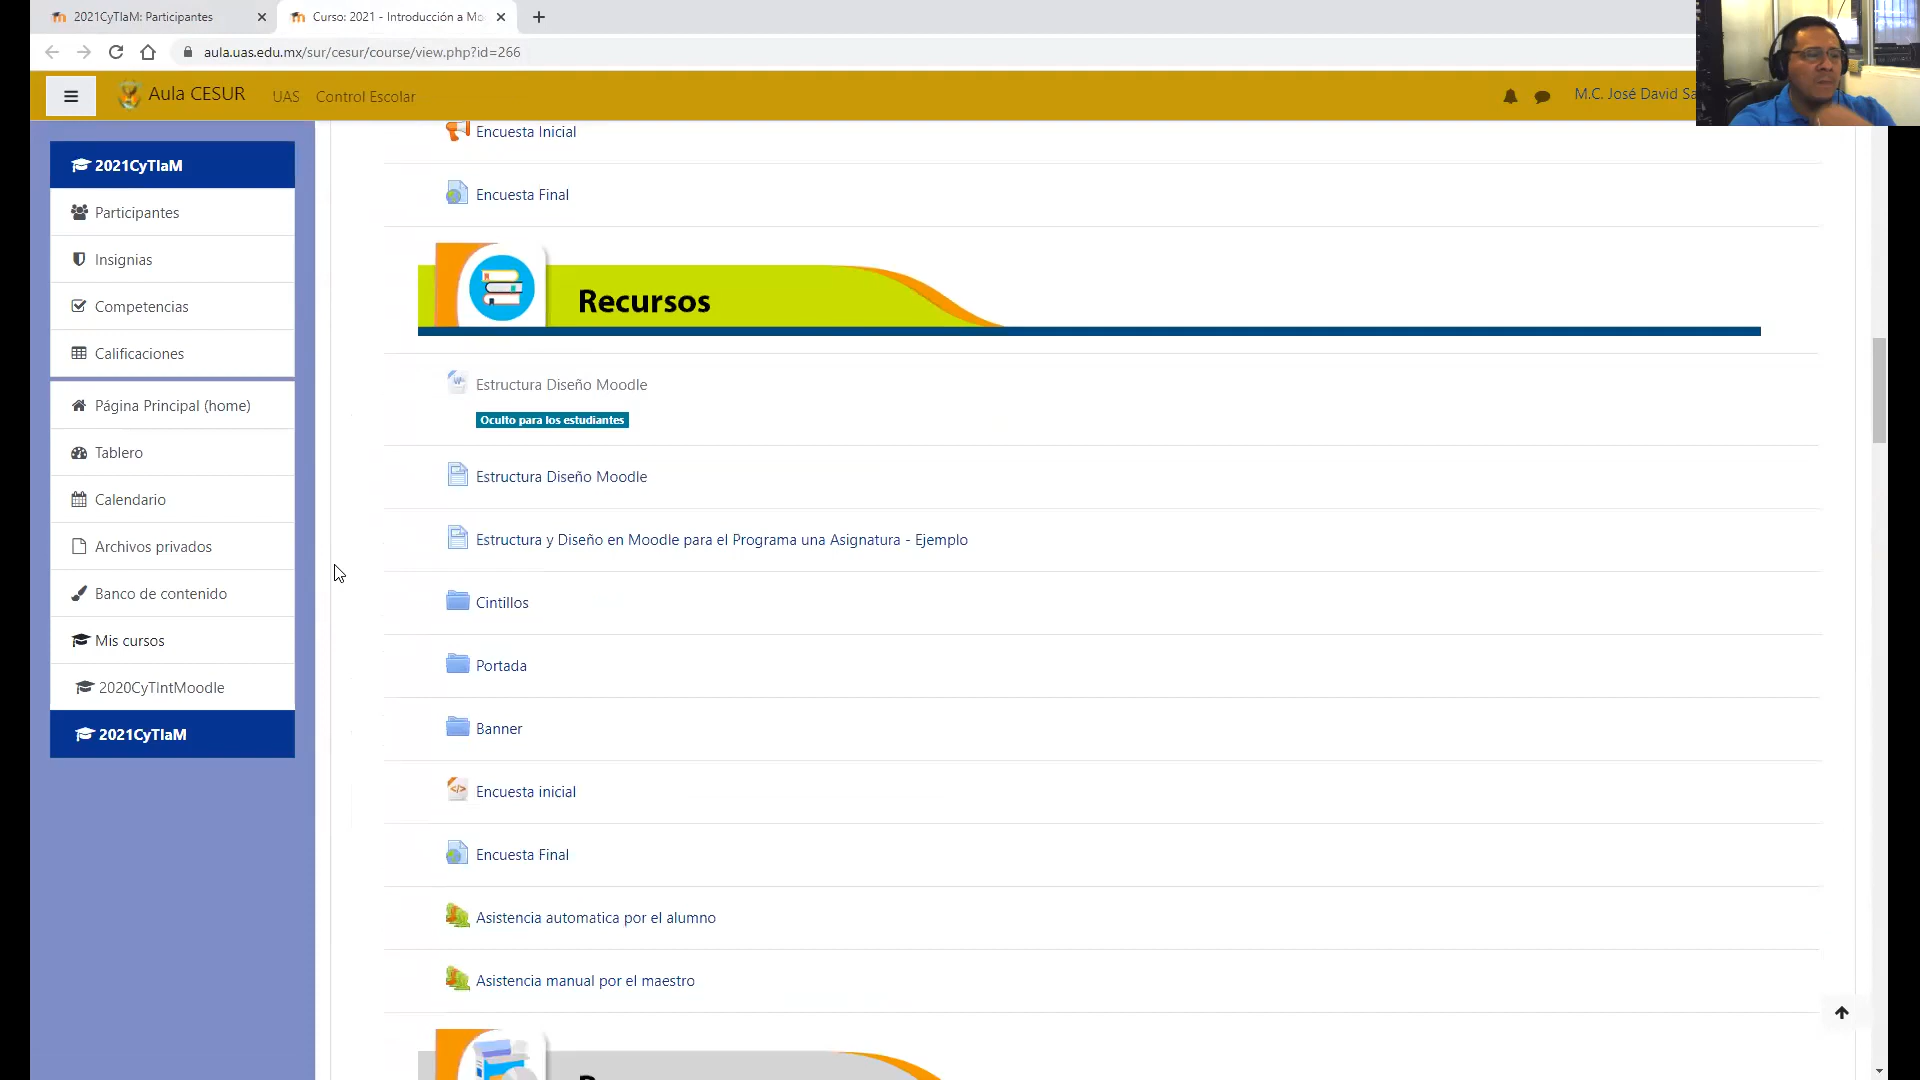 2021CyTIaM: Participantes
Curso: 2021 - Introducción a Mo
aula.uas.edu.mx/sur/cesur/course/view.php?id=266
Aula CESUR
UAS
Control Escolar
M.C. José David Sa
2021CyTIaM
Participantes
Insignias
Competencias
Calificaciones
Página Principal (home)
Tablero
Calendario
Archivos privados
Banco de contenido
Mis cursos
2020CyTIntMoodle
2021CyTIaM
Encuesta Inicial
Encuesta Final
Recursos
Estructura Diseño Moodle
Oculto para los estudiantes
Estructura Diseño Moodle
Estructura y Diseño en Moodle para el Programa una Asignatura - Ejemplo
Cintillos
Portada
Banner
Encuesta inicial
Encuesta Final
Asistencia automatica por el alumno
Asistencia manual por el maestro